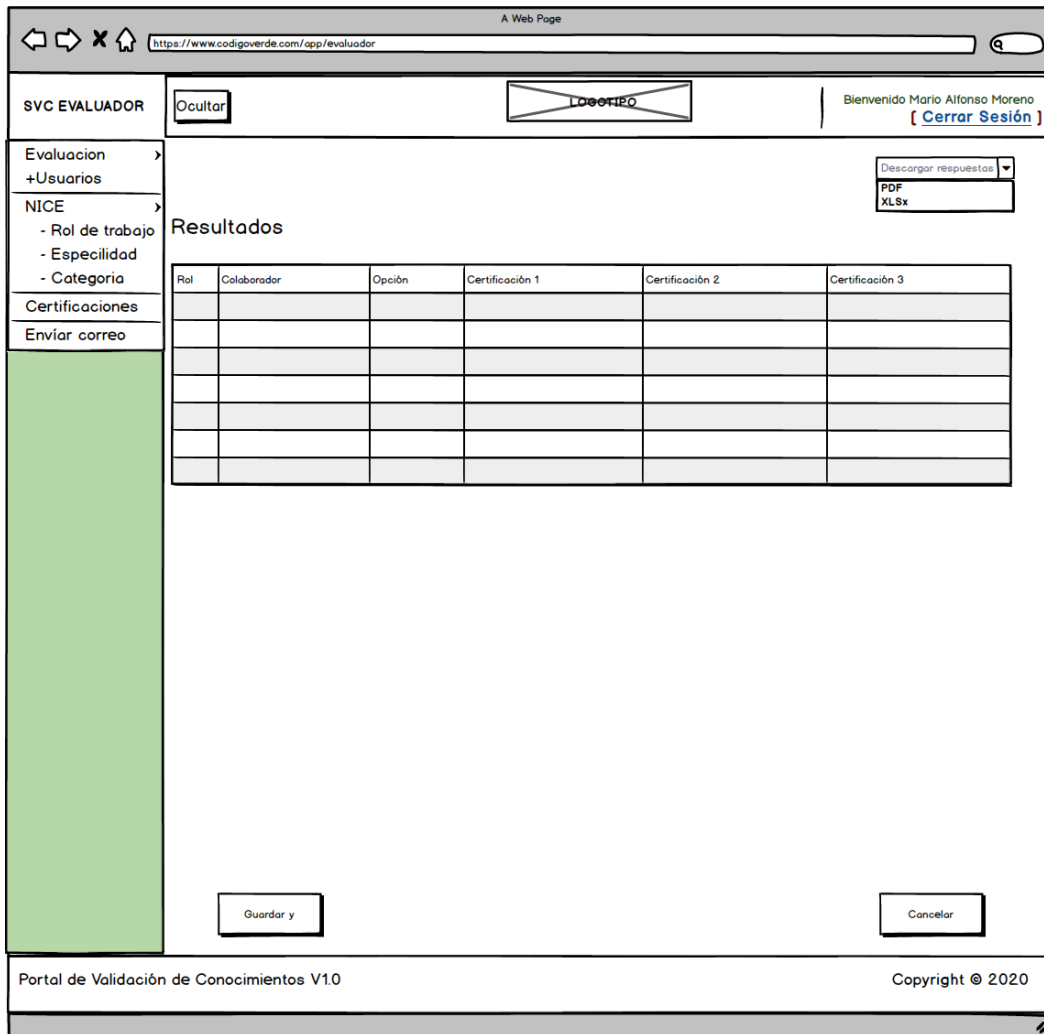 A Web Page
https://www.codigoverde.com/app/evaluador
SVC EVALUADOR
Ocultar
LOGOTIPO
Bienvenido Mario Alfonso Moreno
[ Cerrar Sesión ]
Evaluacion
+Usuarios
NICE
- Rol de trabajo
- Especilidad
- Categoria
Certificaciones
Envíar correo
Descargar respuestas
PDF
XLSx
Resultados
Rol Colaborador Opción Certificación 1 Certificación 2 Certificación 3
Guardar y
Cancelar
Portal de Validación de Conocimientos V1.0
Copyright © 2020